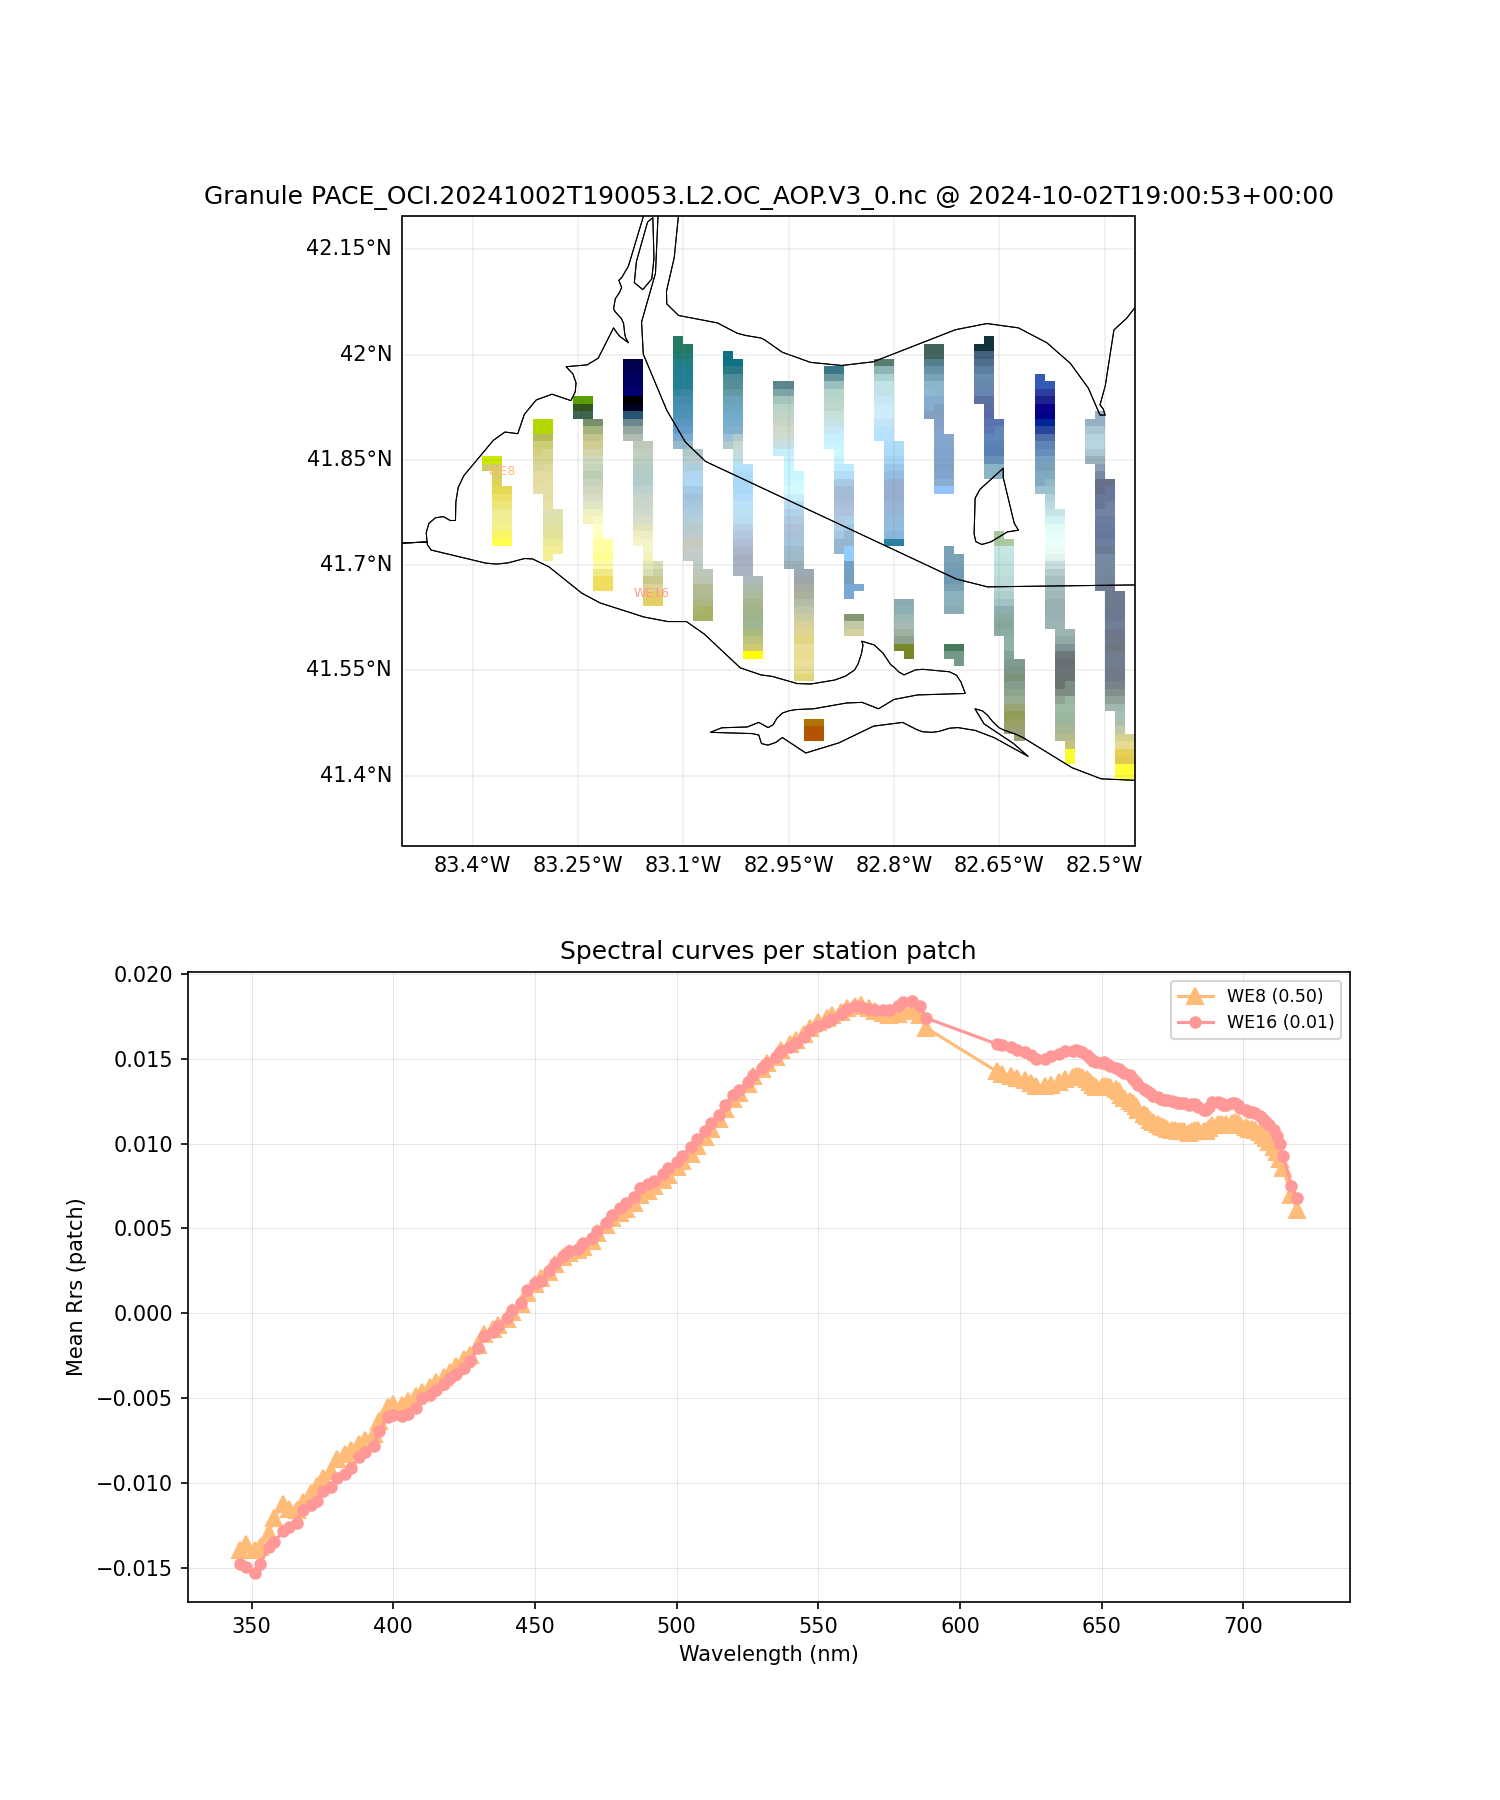 Granule PACE_OCI.20241002T190053.L2.OC_AOP.V3_0.nc @ 2024-10-02T19:00:53+00:00
42.15°N
42°N
41.85°N
41.7°N
41.55°N
41.4°N
WE8
WE16
83.4°W 83.25°W 83.1°W 82.95°W 82.8°W 82.65°W 82.5°W
Spectral curves per station patch
0.020
0.015
0.010
0.005
0.000
−0.005
−0.010
−0.015
Mean Rrs (patch)
WE8 (0.50)
WE16 (0.01)
350 400 450 500 550 600 650 700
Wavelength (nm)